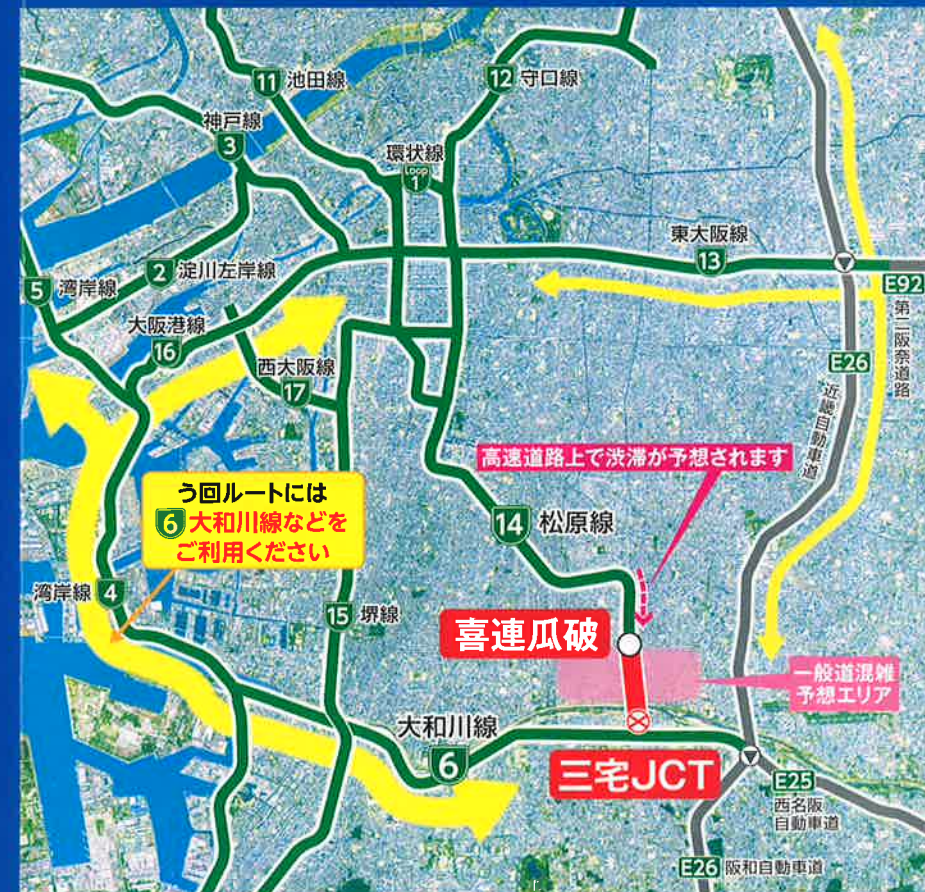 11 池田線
12 守口線
神戸線
3
環状線
Loop
1
東大阪線
13
5 湾岸線
2 淀川左岸線
E92
第二阪奈道路
大阪港線
16
西大阪線
17
E26
近畿自動車道
高速道路上で渋滞が予想されます
う回ルートには
6 大和川線などを
ご利用ください
14 松原線
湾岸線 4
15 堺線
喜連瓜破
一般道混雑
予想エリア
大和川線
6
三宅JCT
E25
西名阪
自動車道
E26 阪和自動車道